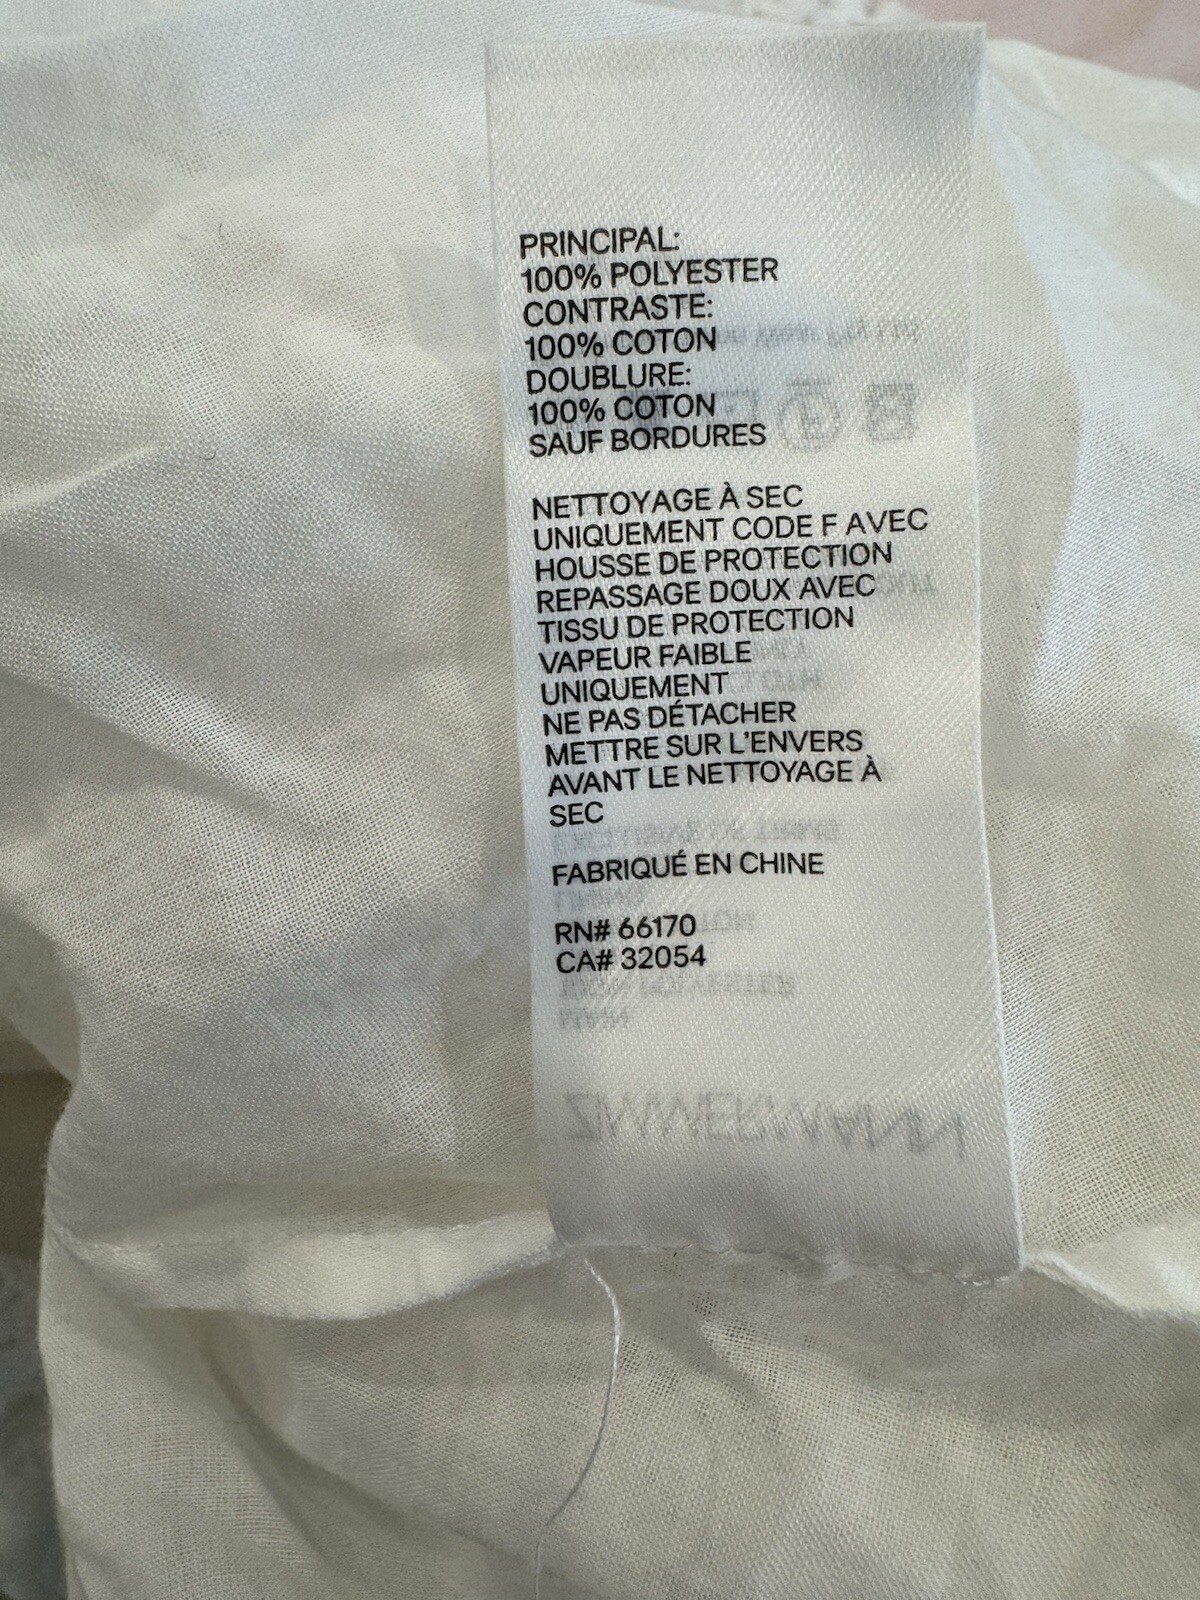 PRINCIPAL:
100% POLYESTER
CONTRASTE:
100% COTON
DOUBLURE:
100% COTON
SAUF BORDURES
NETTOYAGE À SEC
UNIQUEMENT CODE F AVEC
HOUSSE DE PROTECTION
REPASSAGE DOUX AVEC
TISSU DE PROTECTION
VAPEUR FAIBLE
UNIQUEMENT
NE PAS DÉTACHER
METTRE SUR L'ENVERS
AVANT LE NETTOYAGE À
SEC
FABRIQUÉ EN CHINE
RN# 66170
CA# 32054
ZIMMERMANN